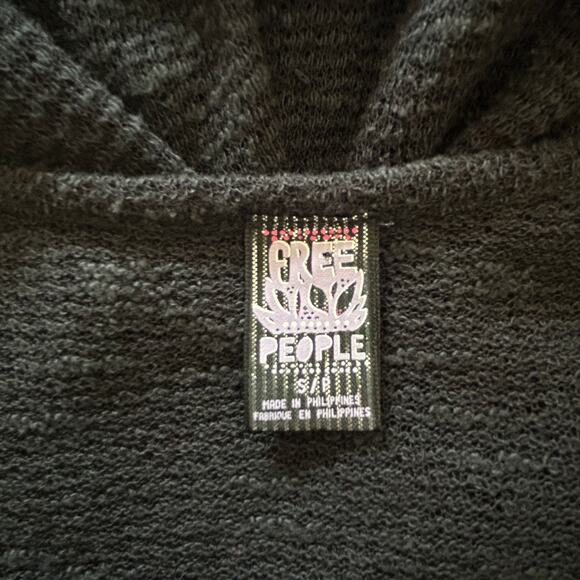 FREE
PEOPLE
S/P
MADE IN PHILIPPINES
FABRIQUE EN PHILIPPINES